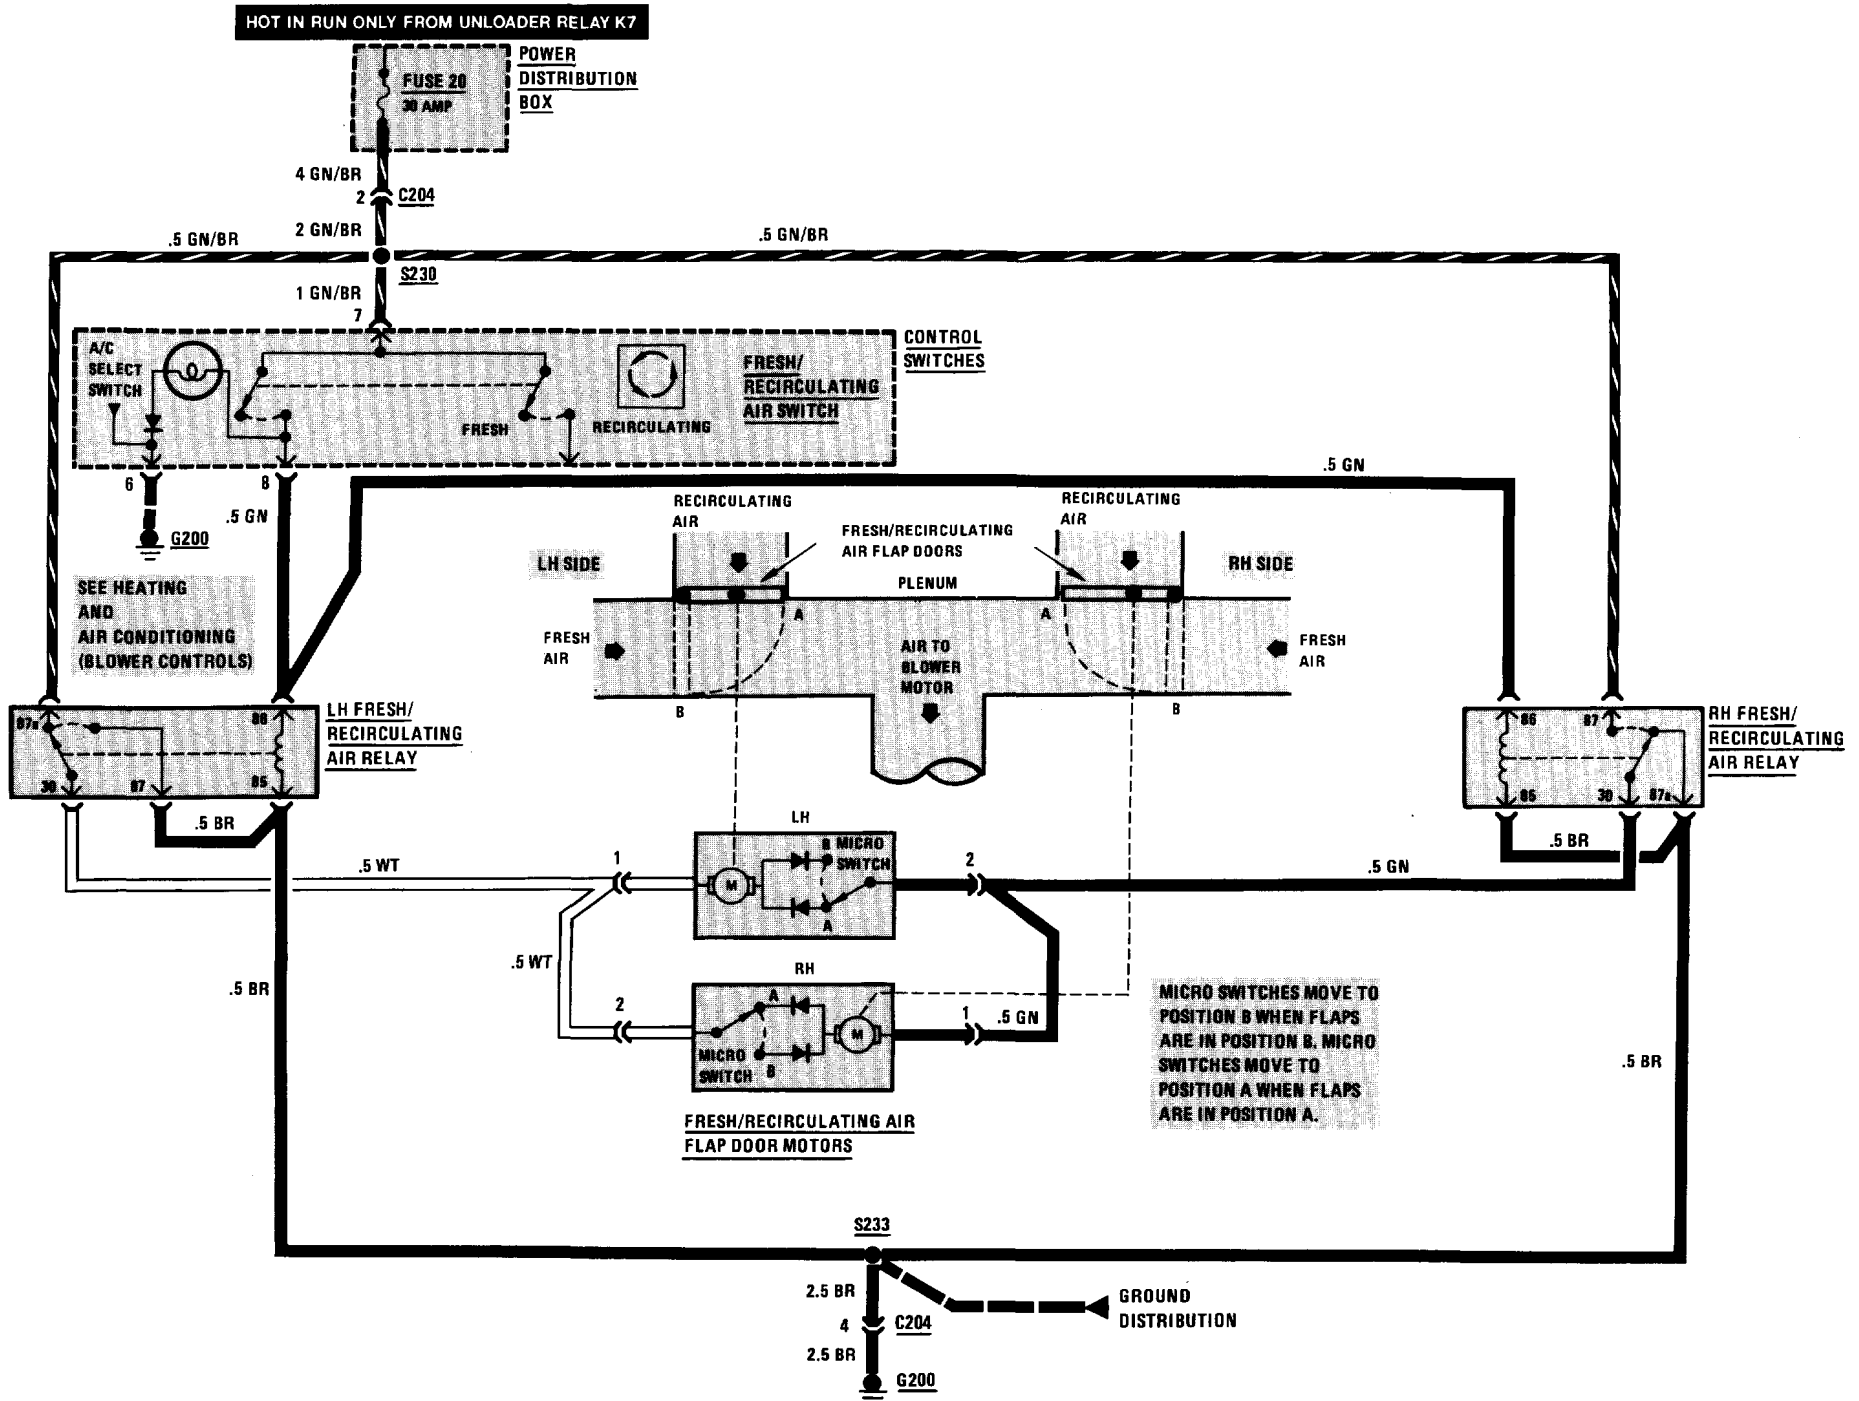 HOT IN RUN ONLY FROM UNLOADER RELAY K7
POWER
DISTRIBUTION
BOX
FUSE 20
30 AMP
4 GN/BR
2
C204
2 GN/BR
.5 GN/BR
.5 GN/BR
S230
1 GN/BR
7
CONTROL
SWITCHES
A/C
SELECT
SWITCH
FRESH
RECIRCULATING
FRESH/
RECIRCULATING
AIR SWITCH
6
8
.5 GN
.5 GN
G200
SEE HEATING
AND
AIR CONDITIONING
(BLOWER CONTROLS)
RECIRCULATING
AIR
RECIRCULATING
AIR
FRESH/RECIRCULATING
AIR FLAP DOORS
LH SIDE
RH SIDE
PLENUM
A
A
FRESH
AIR
AIR TO
BLOWER
MOTOR
FRESH
AIR
B
B
87a
86
30
87
85
LH FRESH/
RECIRCULATING
AIR RELAY
86
87
85
30
87a
RH FRESH/
RECIRCULATING
AIR RELAY
.5 BR
.5 BR
LH
.5 WT
1
M
B
MICRO
SWITCH
A
2
.5 GN
.5 WT
RH
2
A
MICRO
SWITCH
B
M
1
.5 GN
.5 BR
.5 BR
MICRO SWITCHES MOVE TO
POSITION B WHEN FLAPS
ARE IN POSITION B. MICRO
SWITCHES MOVE TO
POSITION A WHEN FLAPS
ARE IN POSITION A.
FRESH/RECIRCULATING AIR
FLAP DOOR MOTORS
S233
2.5 BR
4
C204
2.5 BR
G200
GROUND
DISTRIBUTION